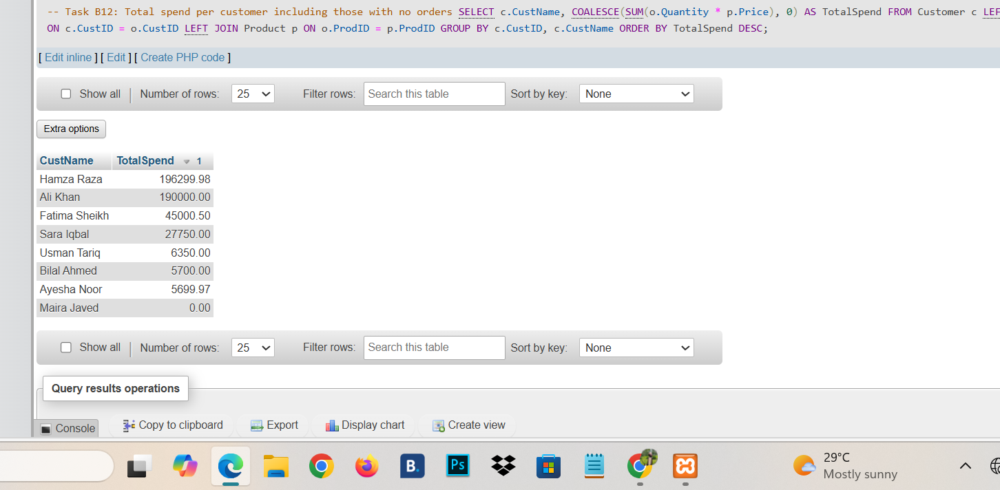 -- Task B12: Total spend per customer including those with no orders SELECT c.CustName, COALESCE(SUM(o.Quantity * p.Price), 0) AS TotalSpend FROM Customer c LEF
ON c.CustID = o.CustID LEFT JOIN Product p ON o.ProdID = p.ProdID GROUP BY c.CustID, c.CustName ORDER BY TotalSpend DESC;
[ Edit inline ] [ Edit ] [ Create PHP code ]
Show all Number of rows: 25 Filter rows: Search this table Sort by key: None
Extra options
CustName TotalSpend 1
Hamza Raza 196299.98
Ali Khan 190000.00
Fatima Sheikh 45000.50
Sara Iqbal 27750.00
Usman Tariq 6350.00
Bilal Ahmed 5700.00
Ayesha Noor 5699.97
Maira Javed 0.00
Show all Number of rows: 25 Filter rows: Search this table Sort by key: None
Query results operations
Console Copy to clipboard Export Display chart Create view
B. Ps
29°C
Mostly sunny